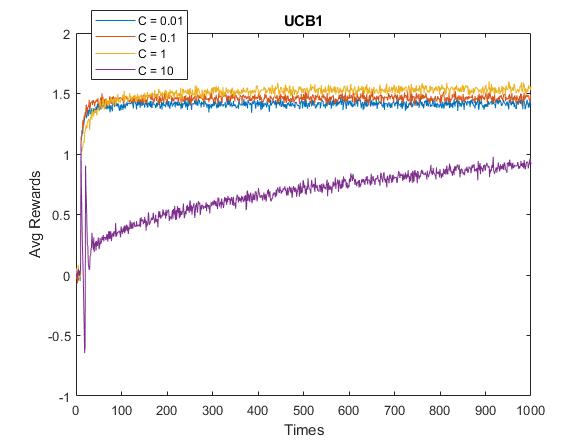 UCB1
C = 0.01
C = 0.1
C = 1
C = 10
2
1.5
1
0.5
0
-0.5
-1
Avg Rewards
0 100 200 300 400 500 600 700 800 900 1000
Times